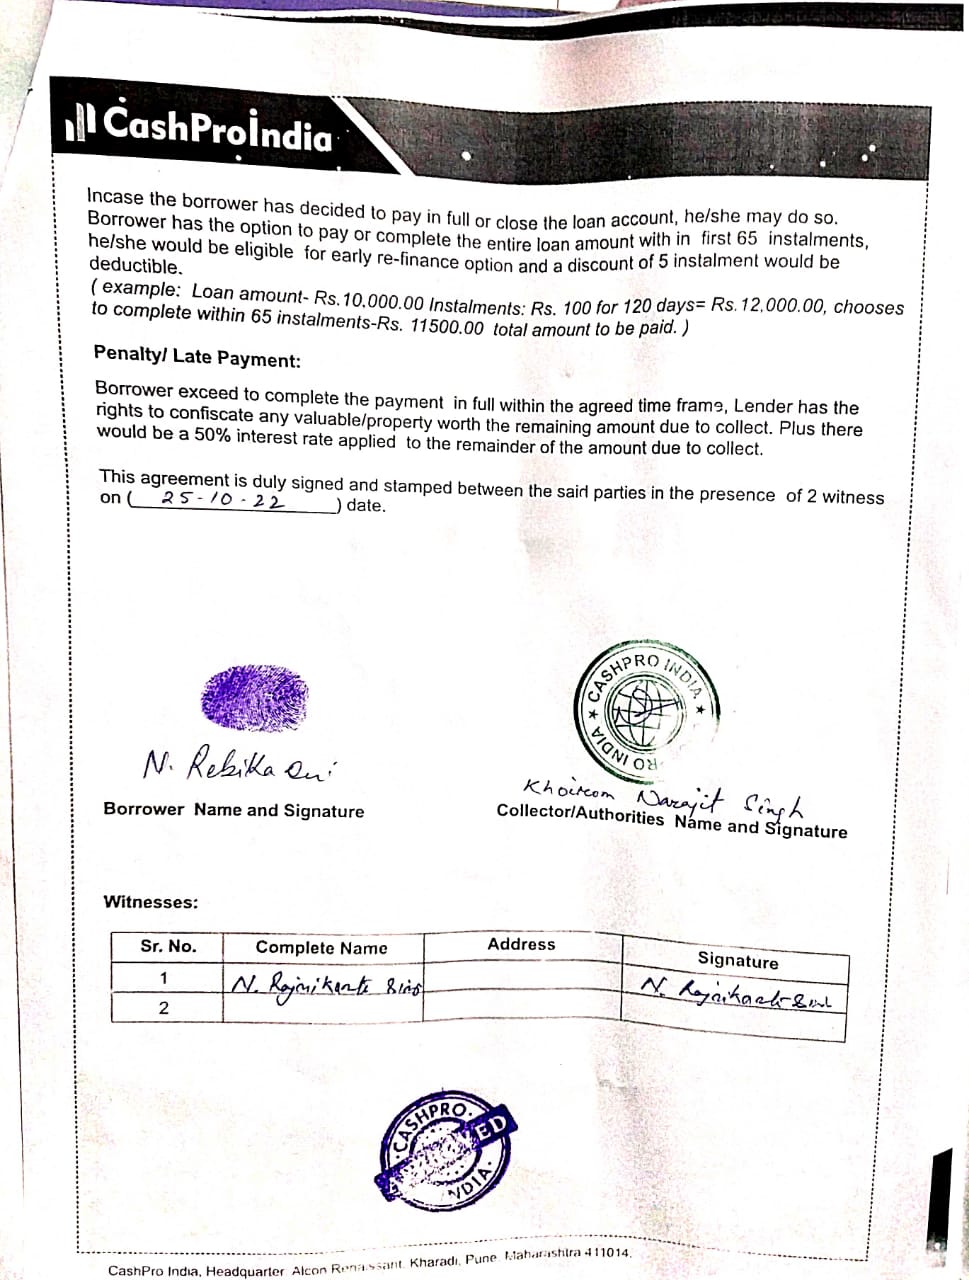 CashProIndia
Incase the borrower has decided to pay in full or close the loan account, he/she may do so.
Borrower has the option to pay or complete the entire loan amount with in first 65 instalments,
he/she would be eligible for early re-finance option and a discount of 5 instalment would be
deductible.
( example: Loan amount- Rs.10,000.00 Instalments: Rs. 100 for 120 days= Rs.12,000.00, chooses
to complete within 65 instalments-Rs. 11500.00 total amount to be paid. )
Penalty/ Late Payment:
Borrower exceed to complete the payment in full within the agreed time frame, Lender has the
rights to confiscate any valuable/property worth the remaining amount due to collect. Plus there
would be a 50% interest rate applied to the remainder of the amount due to collect.
This agreement is duly signed and stamped between the said parties in the presence of 2 witness
on ( 25-10-22 ) date.
CASHPRO INDIA ★
RO INDIA ★
N. Rebika
Khoirom Narajit Singh
Borrower Name and Signature
Collector/Authorities Name and Signature
Witnesses:
Sr. No. Complete Name Address Signature
1 N. Rajnikanta N.
2
CASHPRO
ED
NDIA
CashPro India, Headquarter Alcon Renaissant, Kharadi, Pune Maharashtra 411014.